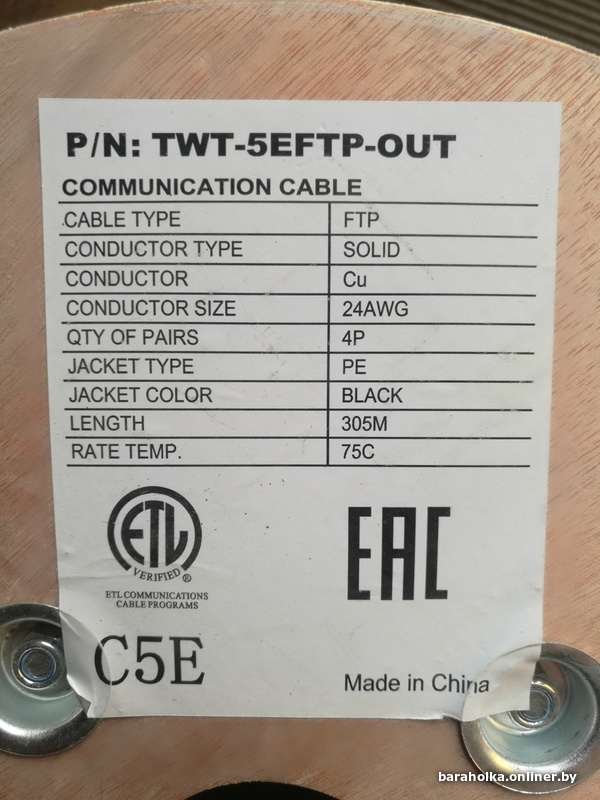 P/N: TWT-5EFTP-OUT
COMMUNICATION CABLE
CABLE TYPE FTP
CONDUCTOR TYPE SOLID
CONDUCTOR Cu
CONDUCTOR SIZE 24AWG
QTY OF PAIRS 4P
JACKET TYPE PE
JACKET COLOR BLACK
LENGTH 305M
RATE TEMP. 75C
ETL
VERIFIED ®
ETL COMMUNICATIONS
CABLE PROGRAMS
EAC
C5E
Made in China
baraholka.onliner.by